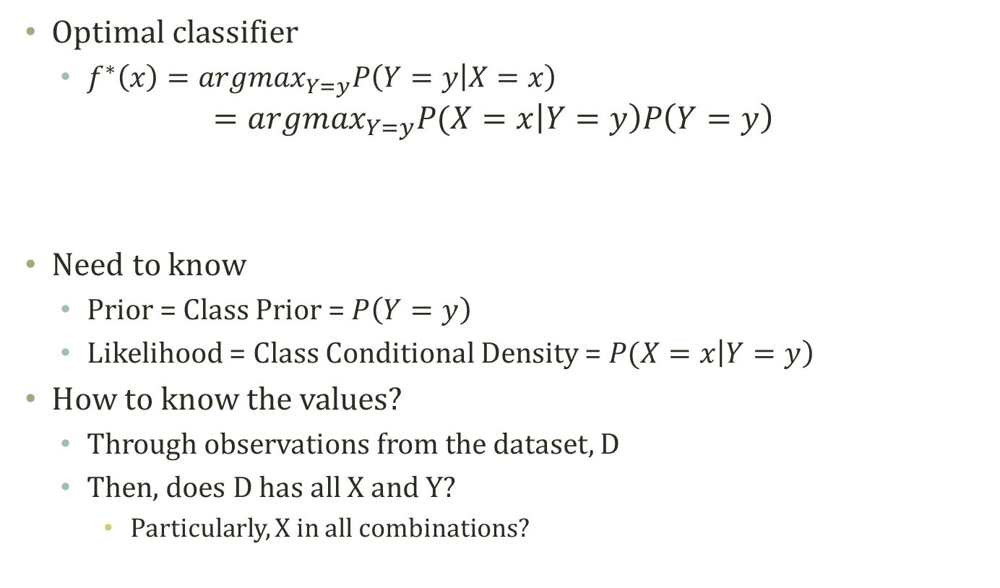 • Optimal classifier
• f*(x) = argmax_{Y=y}P(Y = y|X = x)
= argmax_{Y=y}P(X = x|Y = y)P(Y = y)
• Need to know
• Prior = Class Prior = P(Y = y)
• Likelihood = Class Conditional Density = P(X = x|Y = y)
• How to know the values?
• Through observations from the dataset, D
• Then, does D has all X and Y?
• Particularly, X in all combinations?